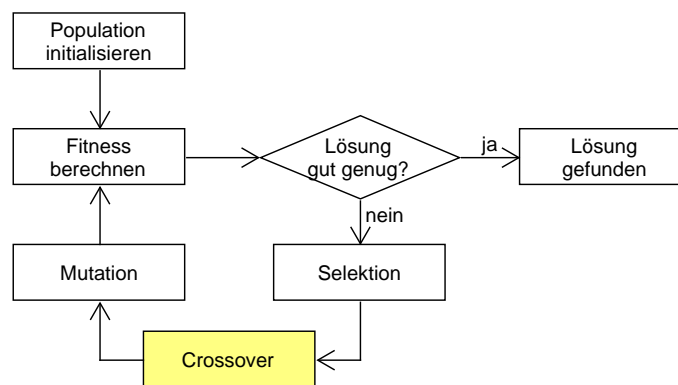 Population
initialisieren
Fitness
berechnen
Lösung
gut genug?
ja
Lösung
gefunden
nein
Mutation
Selektion
Crossover